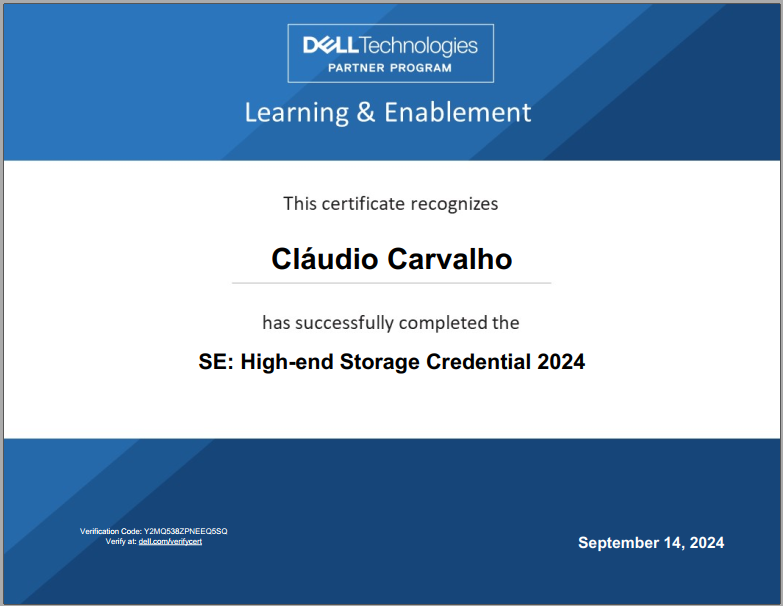 DELLTechnologies
PARTNER PROGRAM
Learning & Enablement
This certificate recognizes
Cláudio Carvalho
has successfully completed the
SE: High-end Storage Credential 2024
Verification Code: Y2MQ538ZPNEEQ5SQ
Verify at: dell.com/verifycert
September 14, 2024